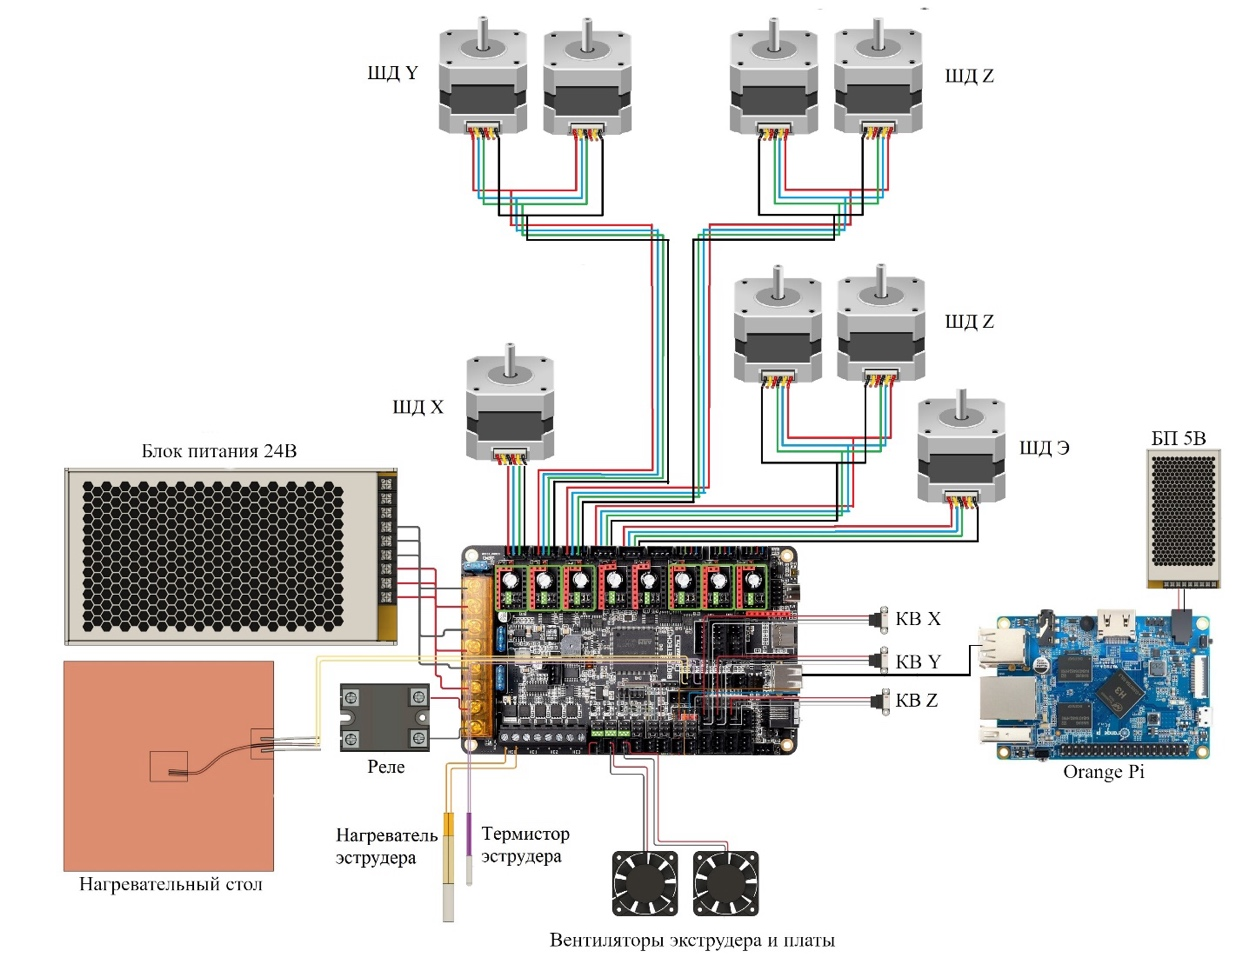 ШД Y
ШД Z
ШД Z
ШД X
ШД Э
БП 5В
Блок питания 24В
КВ X
КВ Y
КВ Z
H3
Реле
Orange Pi
Нагреватель
эструдера
Термистор
эструдера
Нагревательный стол
Вентиляторы экструдера и платы